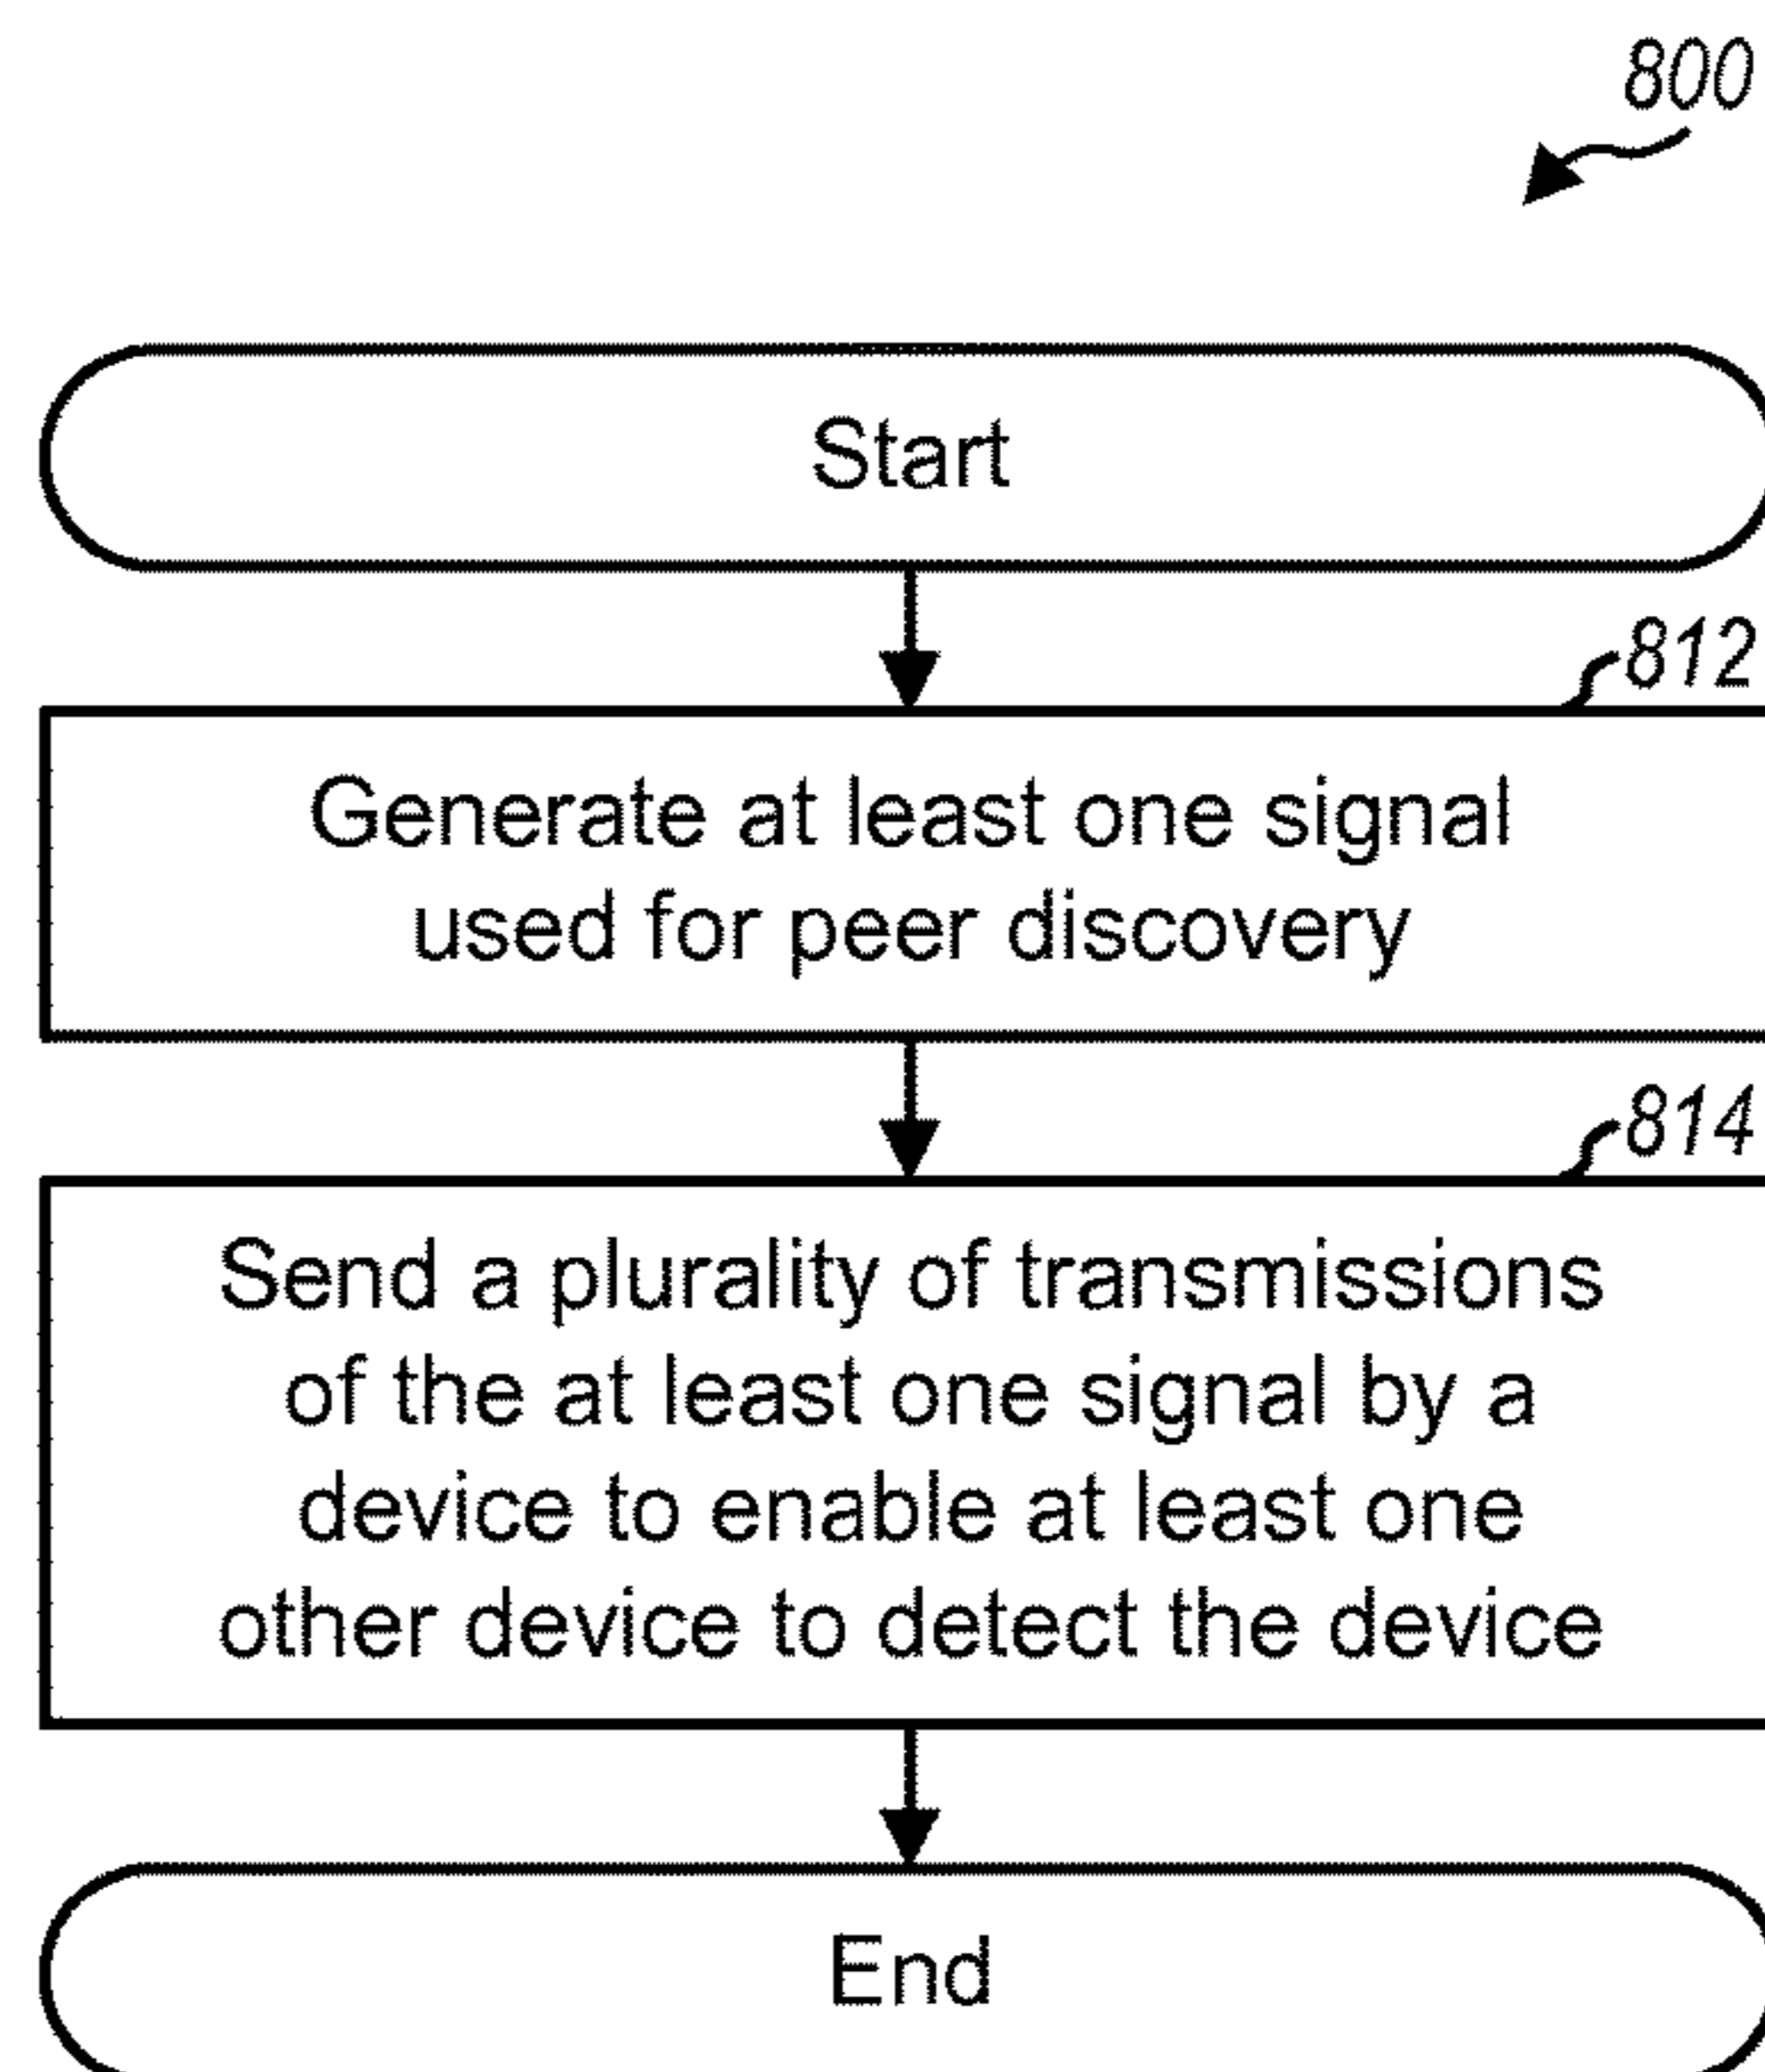 800
Start
812
Generate at least one signal
used for peer discovery
814
Send a plurality of transmissions
of the at least one signal by a
device to enable at least one
other device to detect the device
End